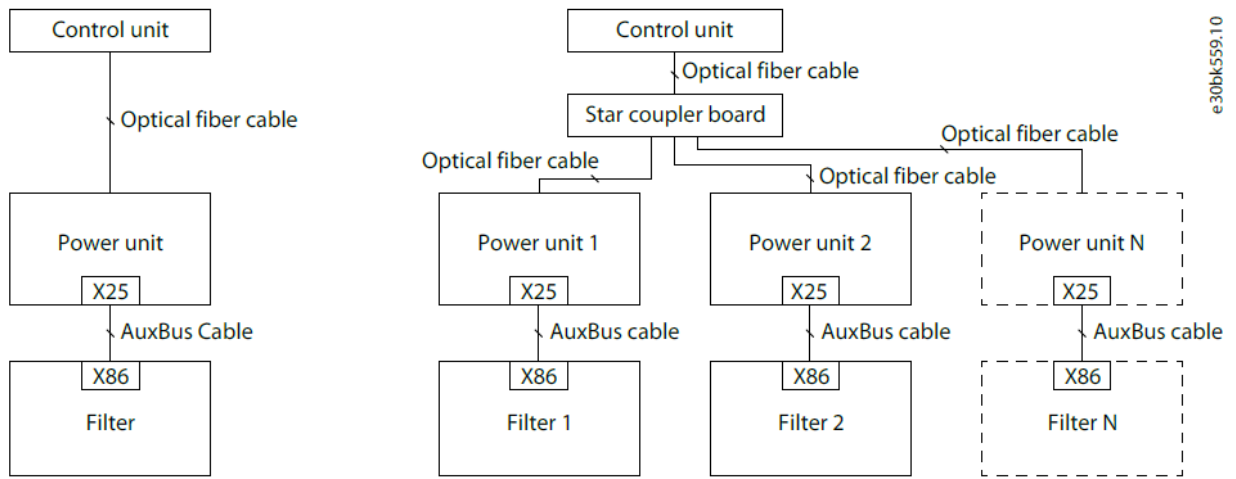 Control unit
Optical fiber cable
Power unit
X25
AuxBus Cable
X86
Filter
Control unit
Optical fiber cable
Star coupler board
Optical fiber cable
Optical fiber cable
Optical fiber cable
Power unit 1
Power unit 2
Power unit N
X25
X25
X25
AuxBus cable
AuxBus cable
AuxBus cable
X86
X86
X86
Filter 1
Filter 2
Filter N
e30bk559.10